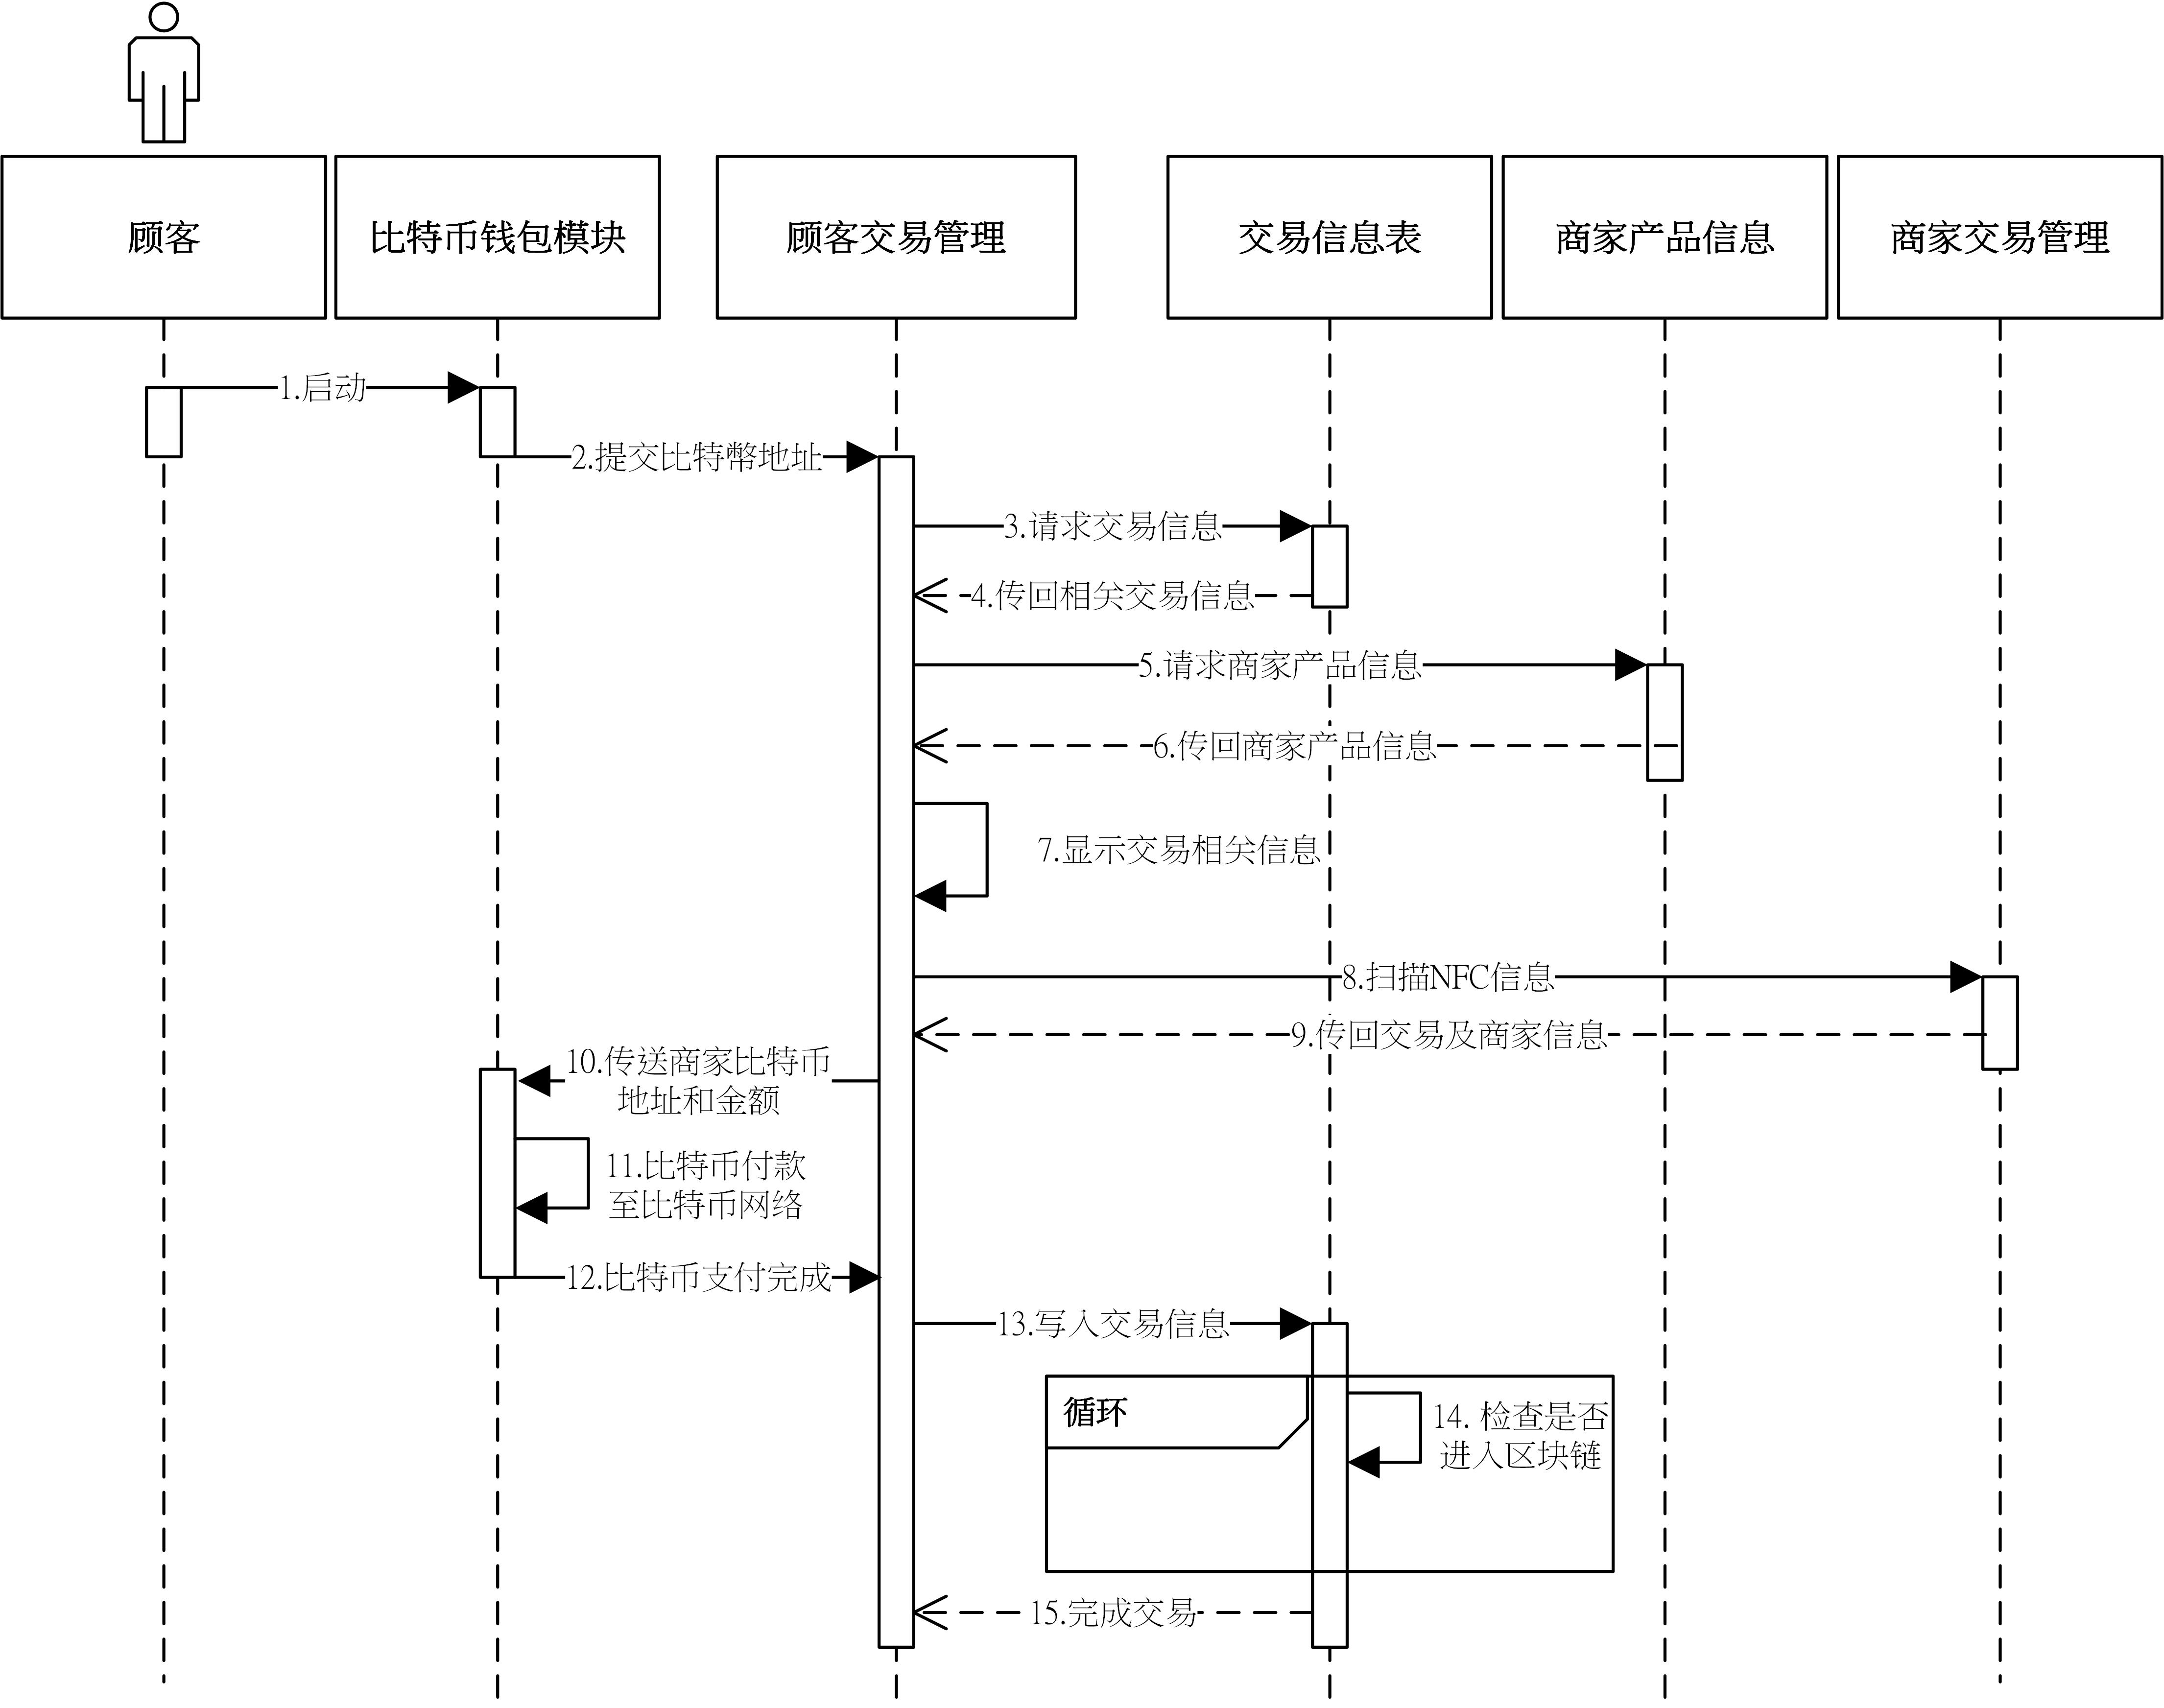 顾客
比特币钱包模块
顾客交易管理
交易信息表
商家产品信息
商家交易管理
1.启动
2.提交比特幣地址
3.请求交易信息
4.传回相关交易信息
5.请求商家产品信息
6.传回商家产品信息
7.显示交易相关信息
8.扫描NFC信息
9.传回交易及商家信息
10.传送商家比特币
地址和金额
11.比特币付款
至比特币网络
12.比特币支付完成
13.写入交易信息
循环
14. 检查是否
进入区块链
15.完成交易